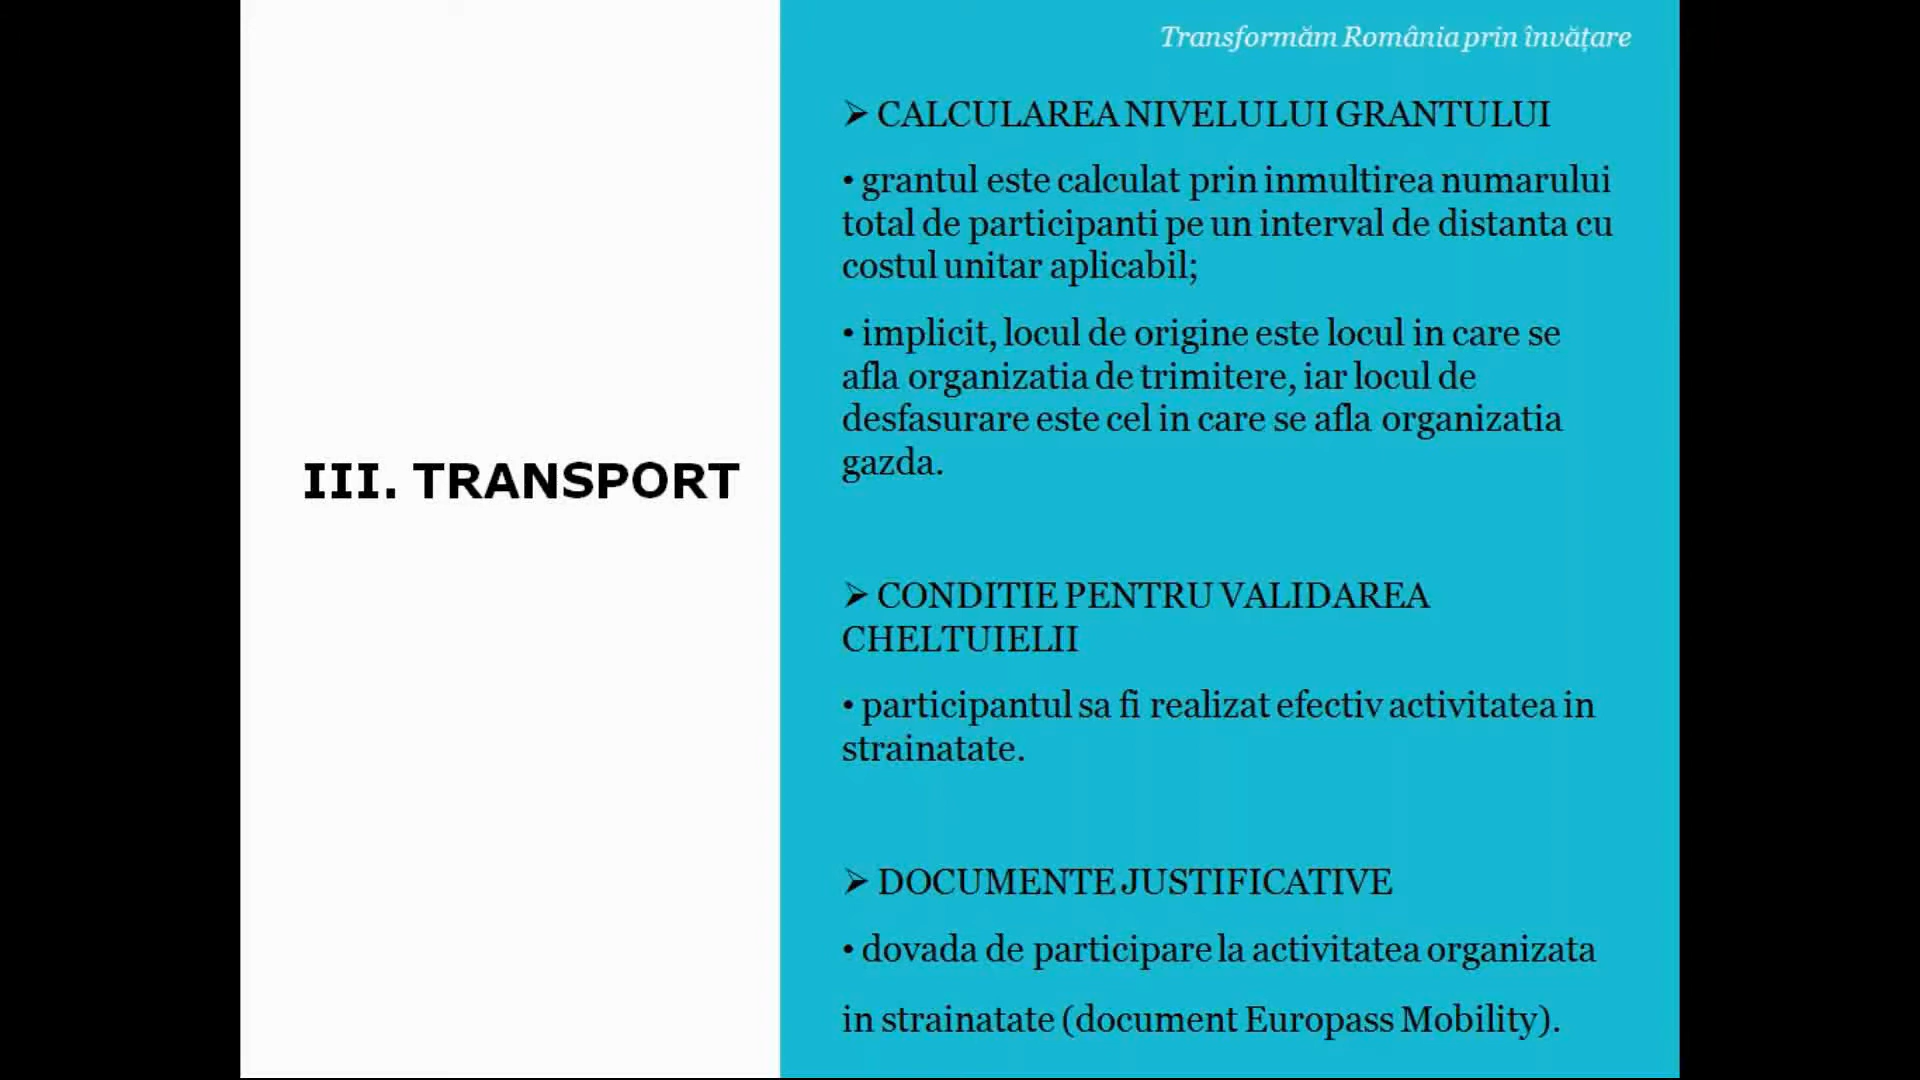 Transformăm România prin învățare
III. TRANSPORT
➢ CALCULAREA NIVELULUI GRANTULUI
• grantul este calculat prin inmultirea numarului
total de participanti pe un interval de distanta cu
costul unitar aplicabil;
• implicit, locul de origine este locul in care se
afla organizatia de trimitere, iar locul de
desfasurare este cel in care se afla organizatia
gazda.
➢ CONDITIE PENTRU VALIDAREA
CHELTUIELII
• participantul sa fi realizat efectiv activitatea in
strainatate.
➢ DOCUMENTE JUSTIFICATIVE
• dovada de participare la activitatea organizata
in strainatate (document Europass Mobility).